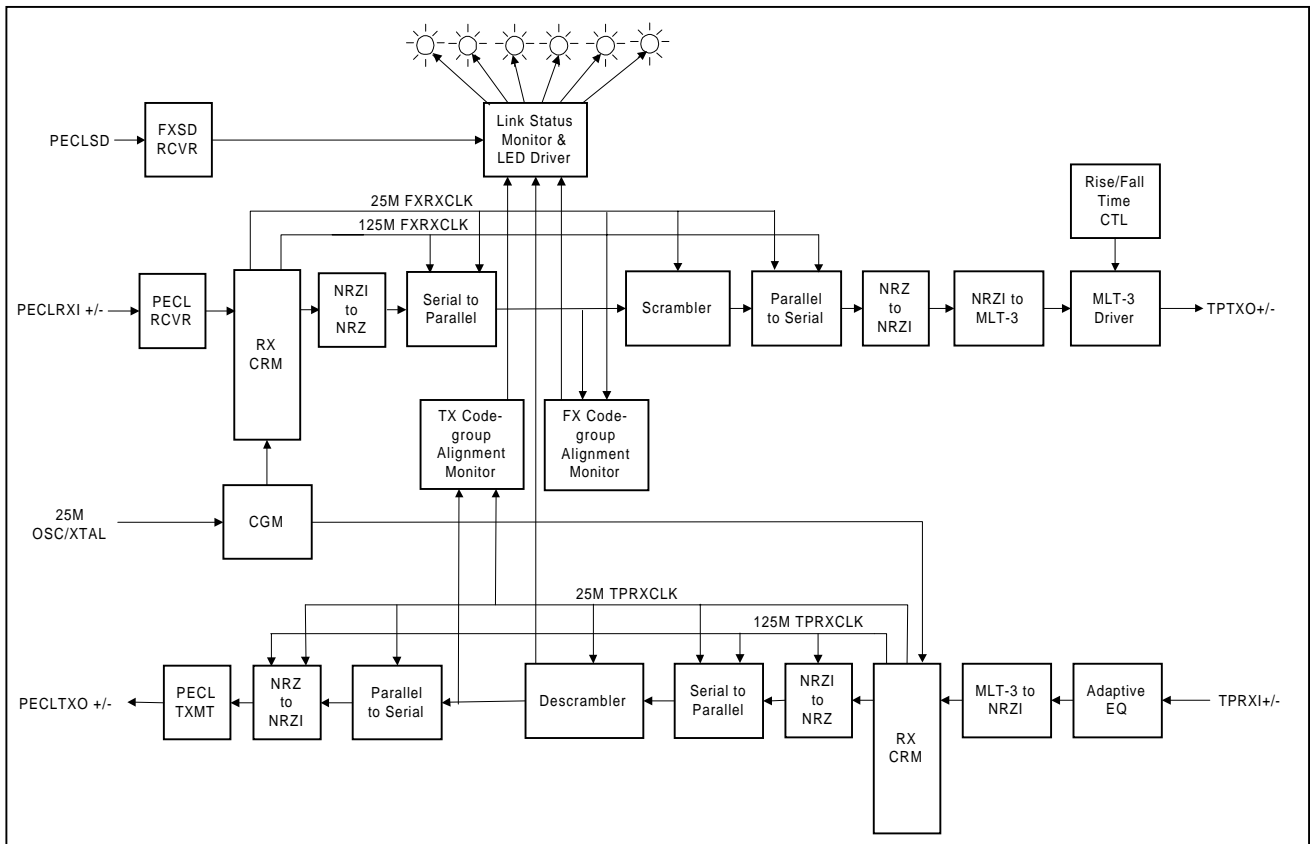 Link Status
Monitor &
LED Driver
PECLSD
FXSD
RCVR
Rise/Fall
Time
CTL
25M FXRXCLK
125M FXRXCLK
PECLRXI +/-
PECL
RCVR
RX
CRM
NRZI
to
NRZ
Serial to
Parallel
Scrambler
Parallel
to Serial
NRZ
to
NRZI
NRZI to
MLT-3
MLT-3
Driver
TPTXO+/-
TX Code-
group
Alignment
Monitor
FX Code-
group
Alignment
Monitor
25M
OSC/XTAL
CGM
25M TPRXCLK
125M TPRXCLK
PECLTXO +/-
PECL
TXMT
NRZ
to
NRZI
Parallel
to Serial
Descrambler
Serial to
Parallel
NRZI
to
NRZ
RX
CRM
MLT-3 to
NRZI
Adaptive
EQ
TPRXI+/-